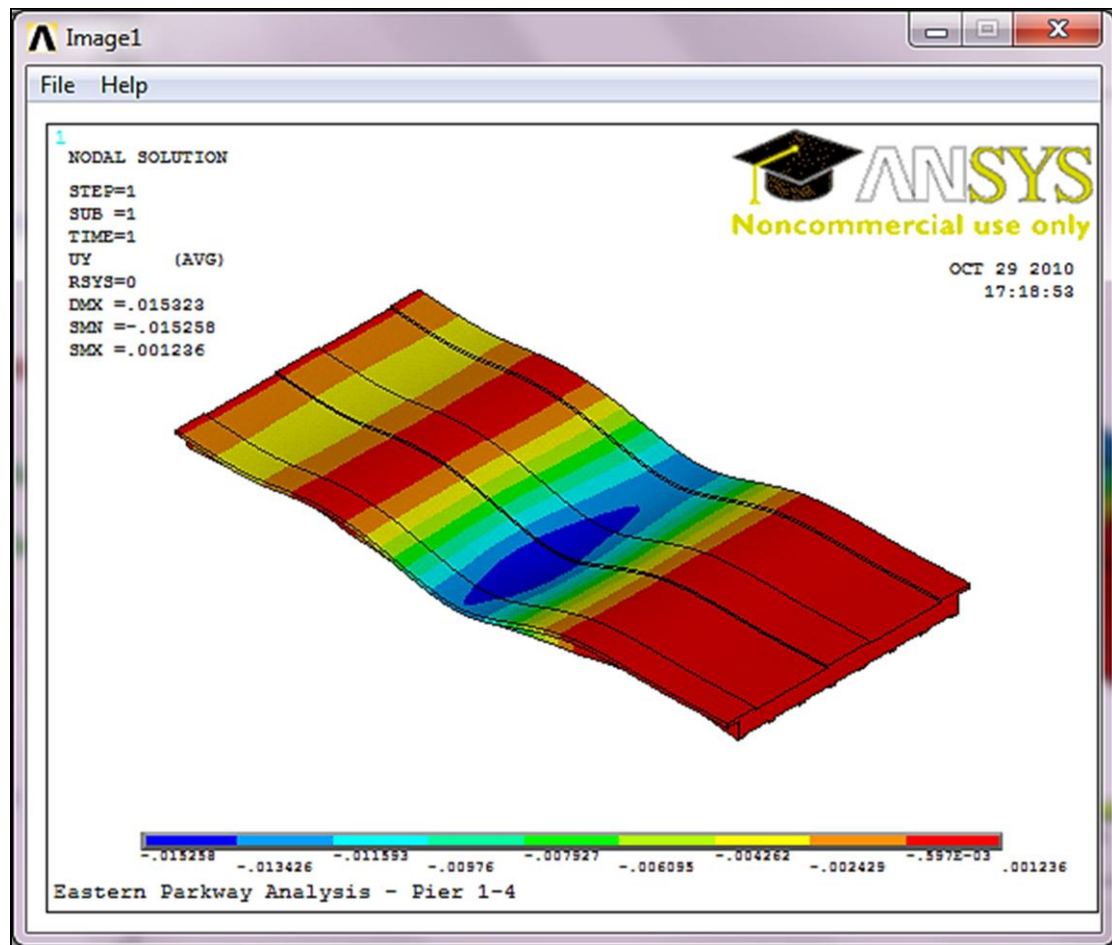 Image1
File Help
1
NODAL SOLUTION
STEP=1
SUB =1
TIME=1
UY (AVG)
RSYS=0
DMX =.015323
SMN =-.015258
SMX =.001236
ANSYS
Noncommercial use only
OCT 29 2010
17:18:53
-.015258 -.011593 -.007927 -.004262 -.597E-03
-.013426 -.00976 -.006095 -.002429 .001236
Eastern Parkway Analysis - Pier 1-4